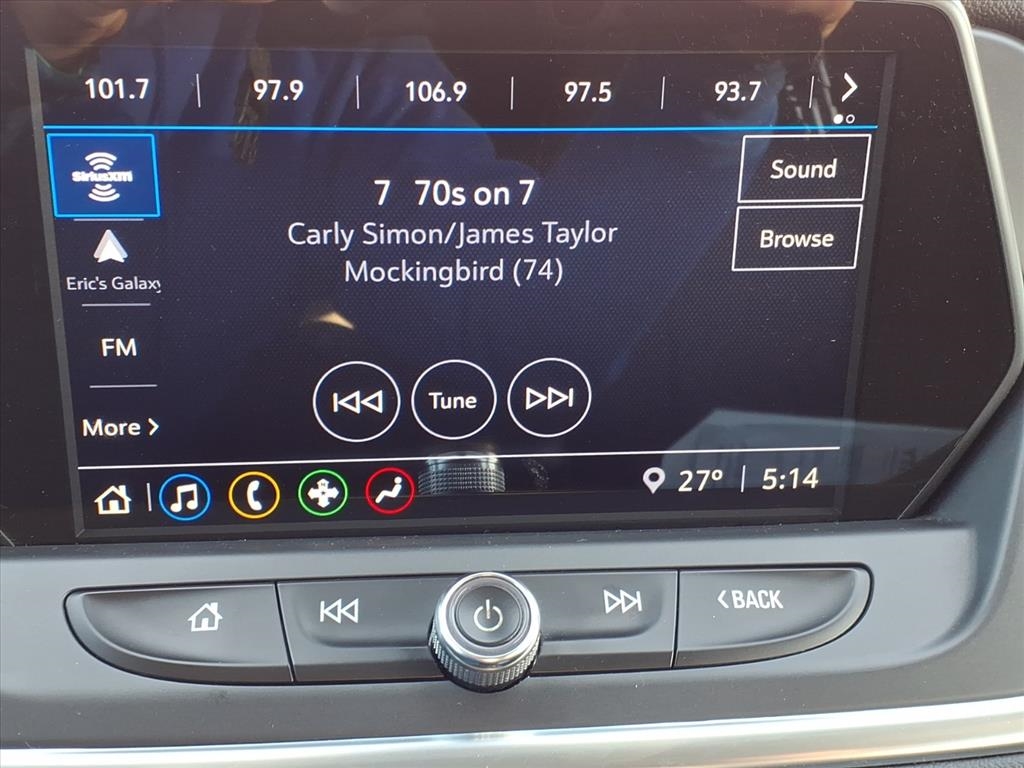 101.7 | 97.9 | 106.9 | 97.5 | 93.7
SiriusXM
7 70s on 7
Sound
Carly Simon/James Taylor
Browse
Mockingbird (74)
Eric's Galaxy
FM
Tune
More >
27° | 5:14
<BACK